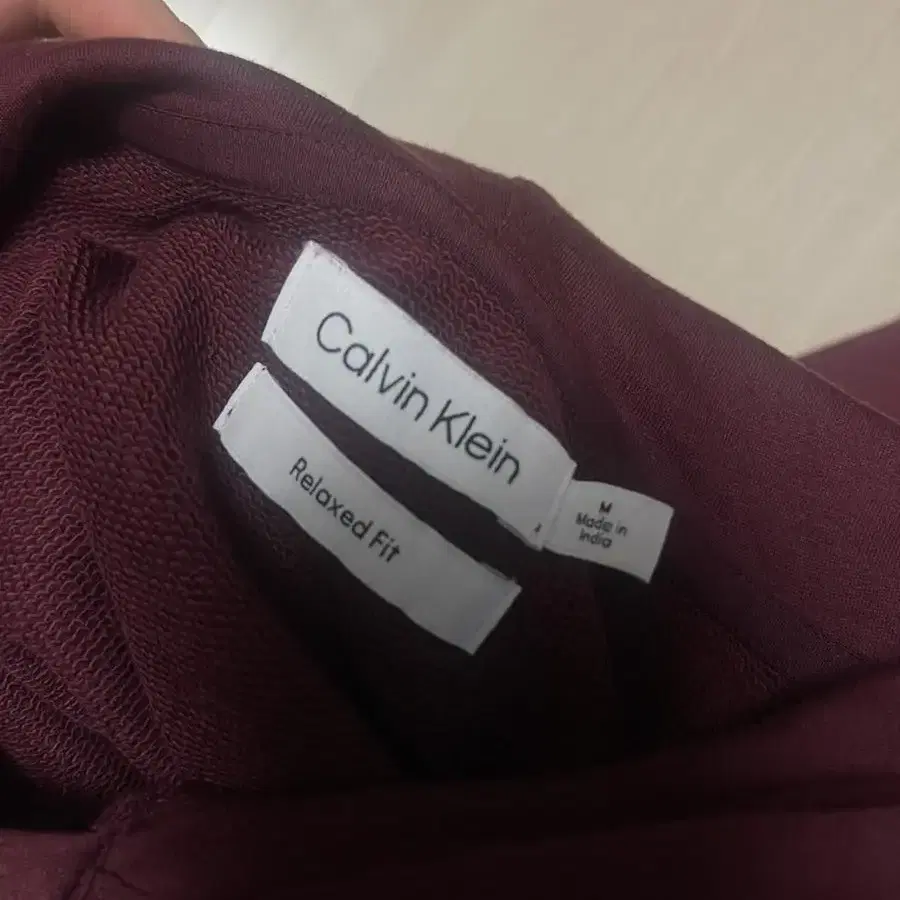 Calvin Klein
M
Made in
India
Relaxed Fit